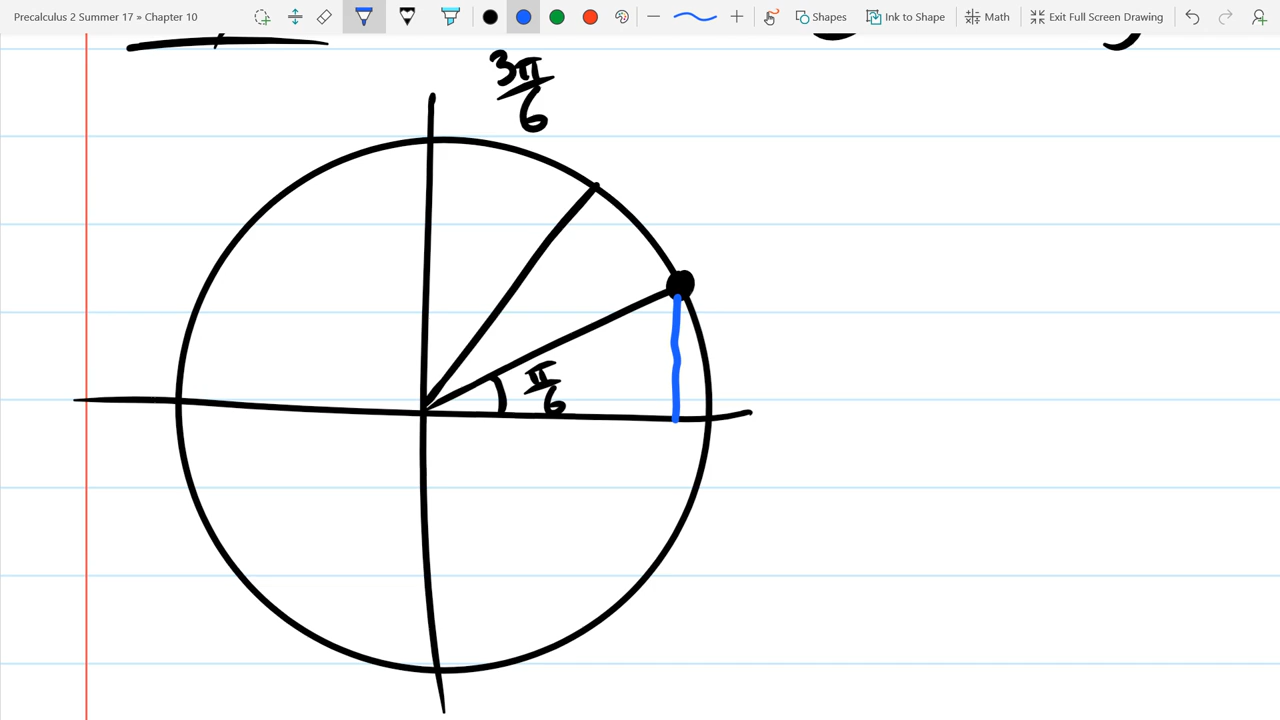 Precalculus 2 Summer 17 » Chapter 10
Shapes
Ink to Shape
Math
Exit Full Screen Drawing
3π
6
π
6